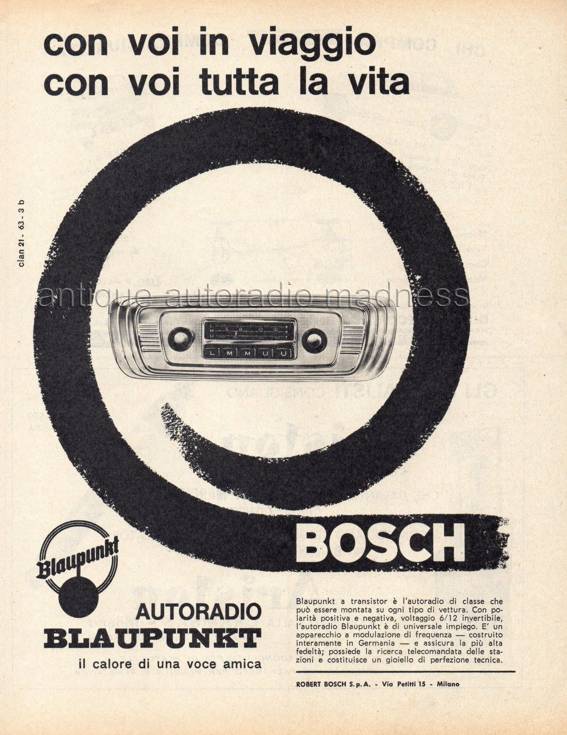 con voi in viaggio
con voi tutta la vita
clan 21 - 63 - 3 b
antique autoradio madness
L M M U U
BOSCH
Blaupunkt
AUTORADIO
BLAUPUNKT
il calore di una voce amica
Blaupunkt a transistor è l'autoradio di classe che
può essere montata su ogni tipo di vettura. Con po-
larità positiva e negativa, voltaggio 6/12 invertibile,
l'autoradio Blaupunkt è di universale impiego. E' un
apparecchio a modulazione di frequenza — costruito
interamente in Germania — e assicura la più alta
fedeltà; possiede la ricerca telecomandata delle sta-
zioni e costituisce un gioiello di perfezione tecnica.
ROBERT BOSCH S.p.A. - Via Petitti 15 - Milano